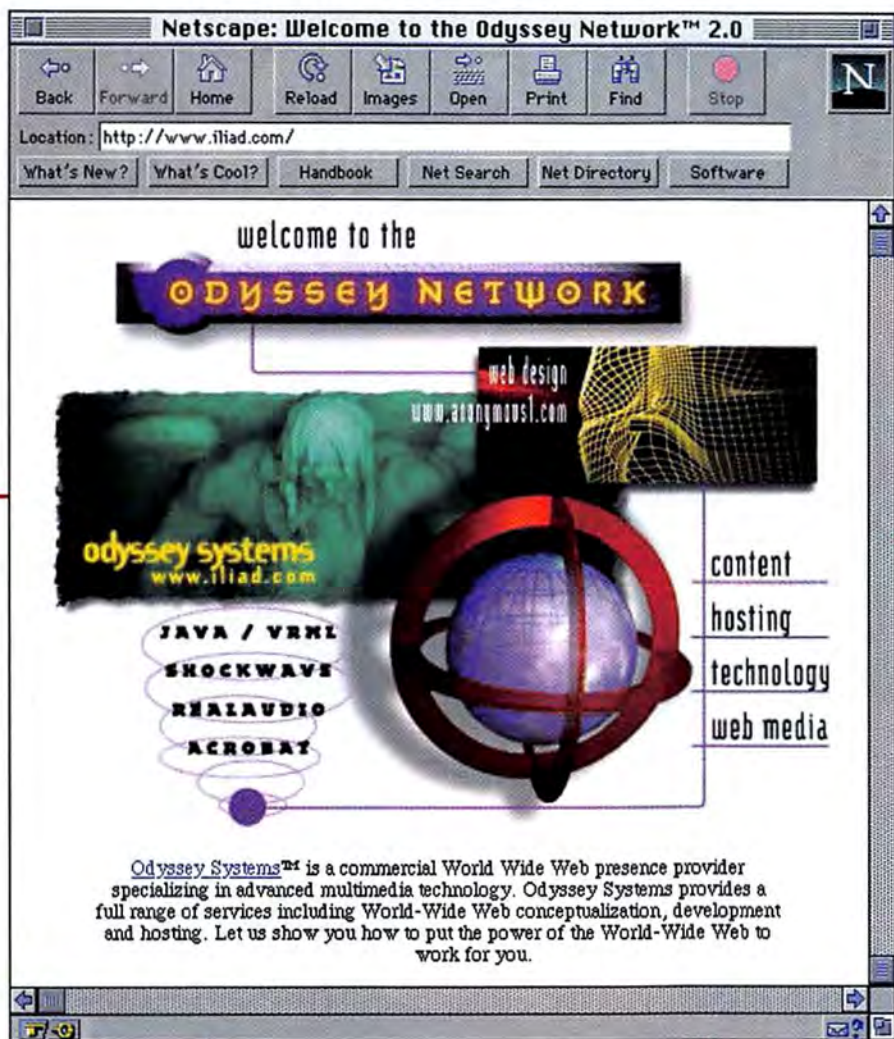 Netscape: Welcome to the Odyssey Network™ 2.0
Back Forward Home Reload Images Open Print Find Stop
N
Location: http://www.iliad.com/
What's New? What's Cool? Handbook Net Search Net Directory Software
welcome to the
ODYSSEY NETWORK
web design
www.anonymous1.com
odyssey systems
www.iliad.com
JAVA / VRML
SHOCKWAVE
REALAUDIO
ACROBAT
content
hosting
technology
web media
Odyssey Systems™ is a commercial World Wide Web presence provider
specializing in advanced multimedia technology. Odyssey Systems provides a
full range of services including World-Wide Web conceptualization, development
and hosting. Let us show you how to put the power of the World-Wide Web to
work for you.
?